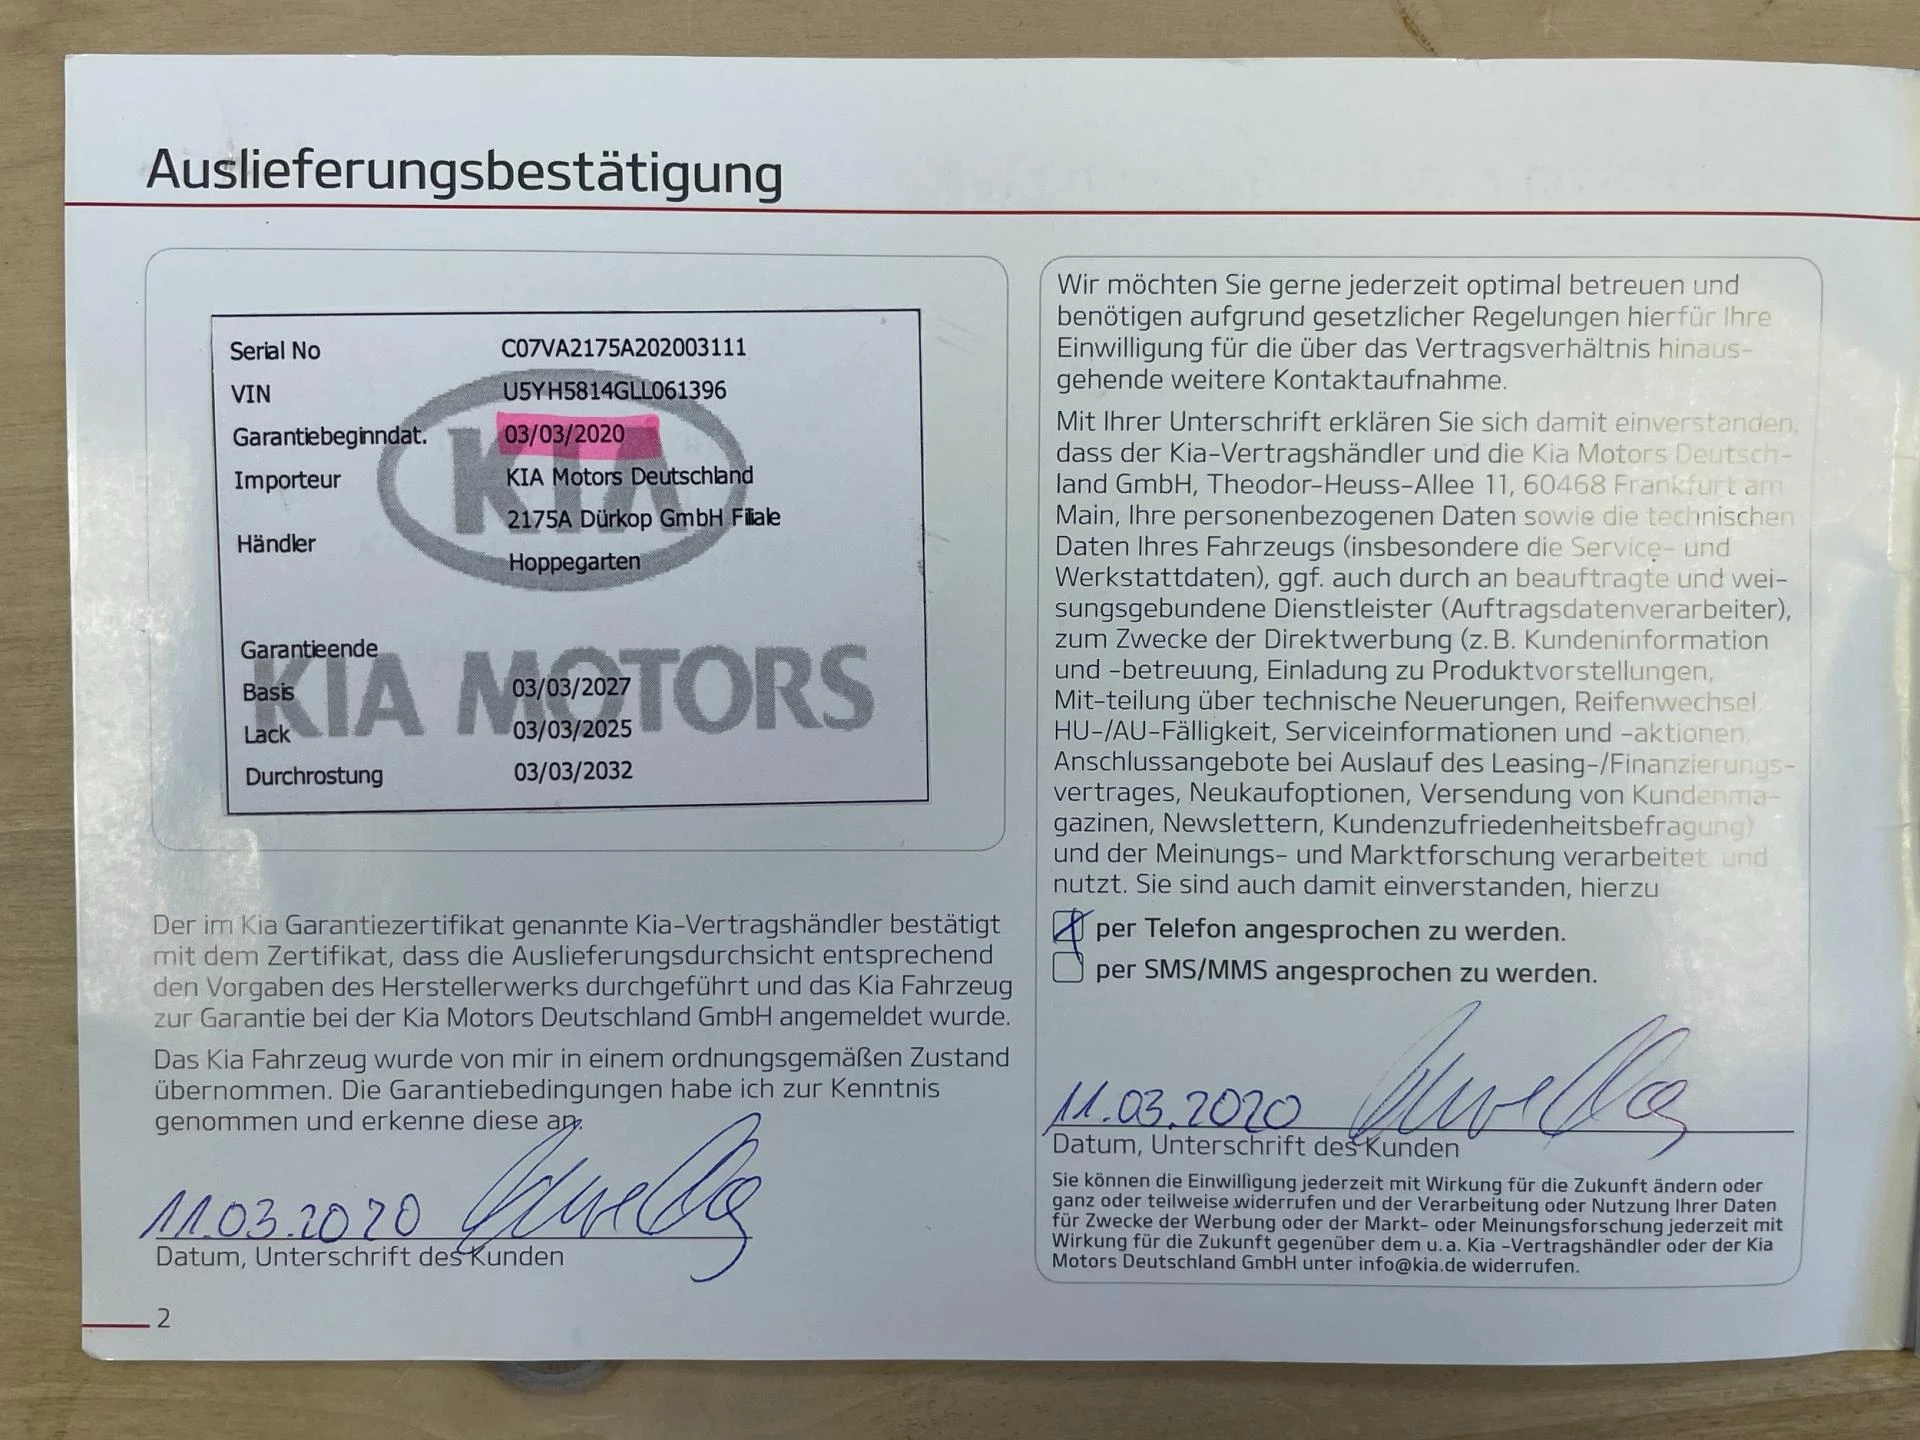 Auslieferungsbestätigung
Serial No C07VA2175A202003111
VIN U5YH5814GLL061396
Garantiebeginndat. 03/03/2020
Importeur KIA Motors Deutschland
Händler 2175A Dürkop GmbH Filiale
Hoppegarten
KIA
Garantieende
Basis 03/03/2027
Lack 03/03/2025
Durchrostung 03/03/2032
KIA MOTORS
Der im Kia Garantiezertifikat genannte Kia-Vertragshändler bestätigt
mit dem Zertifikat, dass die Auslieferungsdurchsicht entsprechend
den Vorgaben des Herstellerwerks durchgeführt und das Kia Fahrzeug
zur Garantie bei der Kia Motors Deutschland GmbH angemeldet wurde.
Das Kia Fahrzeug wurde von mir in einem ordnungsgemäßen Zustand
übernommen. Die Garantiebedingungen habe ich zur Kenntnis
genommen und erkenne diese an.
11.03.2020
Datum, Unterschrift des Kunden
2
Wir möchten Sie gerne jederzeit optimal betreuen und
benötigen aufgrund gesetzlicher Regelungen hierfür Ihre
Einwilligung für die über das Vertragsverhältnis hinaus-
gehende weitere Kontaktaufnahme.
Mit Ihrer Unterschrift erklären Sie sich damit einverstanden,
dass der Kia-Vertragshändler und die Kia Motors Deutsch-
land GmbH, Theodor-Heuss-Allee 11, 60468 Frankfurt am
Main, Ihre personenbezogenen Daten sowie die technischen
Daten Ihres Fahrzeugs (insbesondere die Service- und
Werkstattdaten), ggf. auch durch an beauftragte und wei-
sungsgebundene Dienstleister (Auftragsdatenverarbeiter),
zum Zwecke der Direktwerbung (z. B. Kundeninformation
und -betreuung, Einladung zu Produktvorstellungen,
Mit-teilung über technische Neuerungen, Reifenwechsel,
HU-/AU-Fälligkeit, Serviceinformationen und -aktionen,
Anschlussangebote bei Auslauf des Leasing-/Finanzierungs-
vertrages, Neukaufoptionen, Versendung von Kundenma-
gazinen, Newslettern, Kundenzufriedenheitsbefragung)
und der Meinungs- und Marktforschung verarbeitet und
nutzt. Sie sind auch damit einverstanden, hierzu
per Telefon angesprochen zu werden.
per SMS/MMS angesprochen zu werden.
11.03.2020
Datum, Unterschrift des Kunden
Sie können die Einwilligung jederzeit mit Wirkung für die Zukunft ändern oder
ganz oder teilweise widerrufen und der Verarbeitung oder Nutzung Ihrer Daten
für Zwecke der Werbung oder der Markt- oder Meinungsforschung jederzeit mit
Wirkung für die Zukunft gegenüber dem u. a. Kia -Vertragshändler oder der Kia
Motors Deutschland GmbH unter info@kia.de widerrufen.